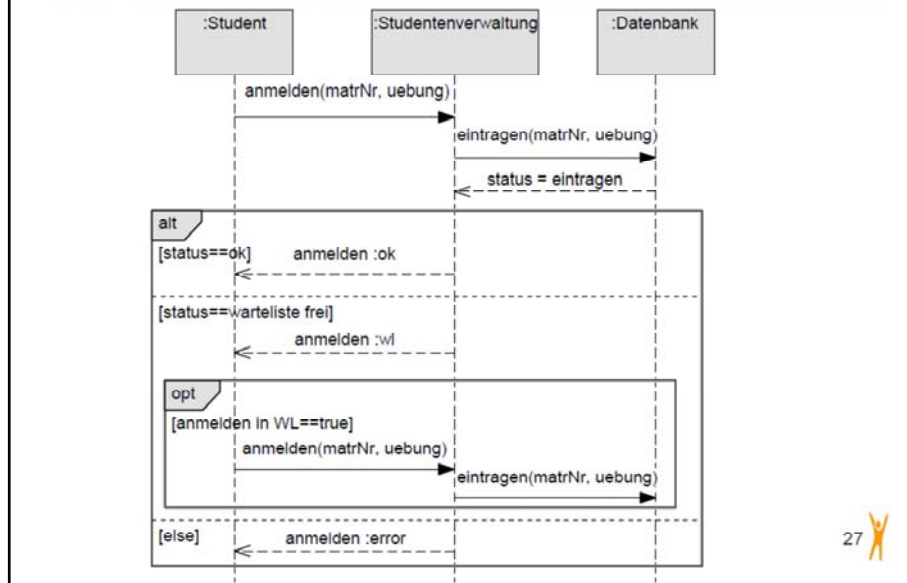 :Student
:Studentenverwaltung
:Datenbank
anmelden(matrNr, uebung)
eintragen(matrNr, uebung)
status = eintragen
alt
[status==ok]
anmelden :ok
[status==warteliste frei]
anmelden :wl
opt
[anmelden in WL==true]
anmelden(matrNr, uebung)
eintragen(matrNr, uebung)
[else]
anmelden :error
27